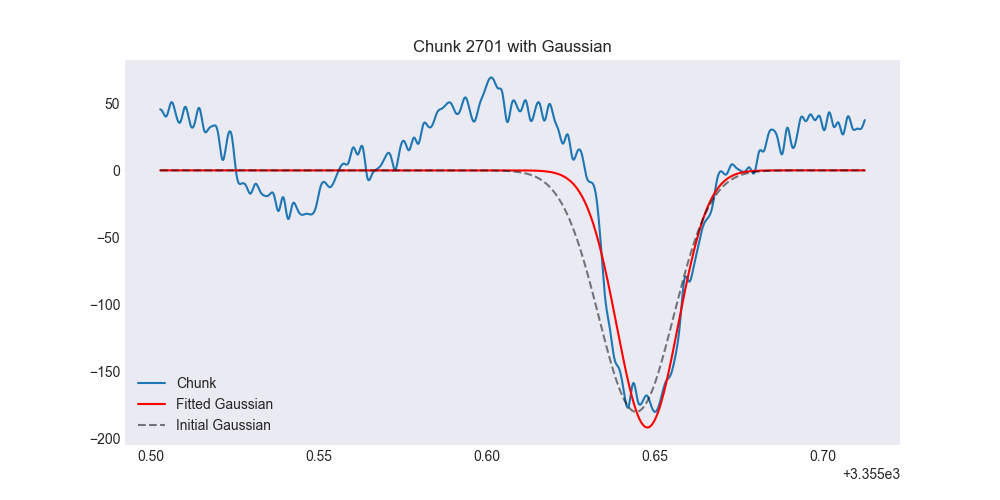 Chunk 2701 with Gaussian
50
0
−50
−100
−150
−200
Chunk
Fitted Gaussian
Initial Gaussian
0.50 0.55 0.60 0.65 0.70
+3.355e3